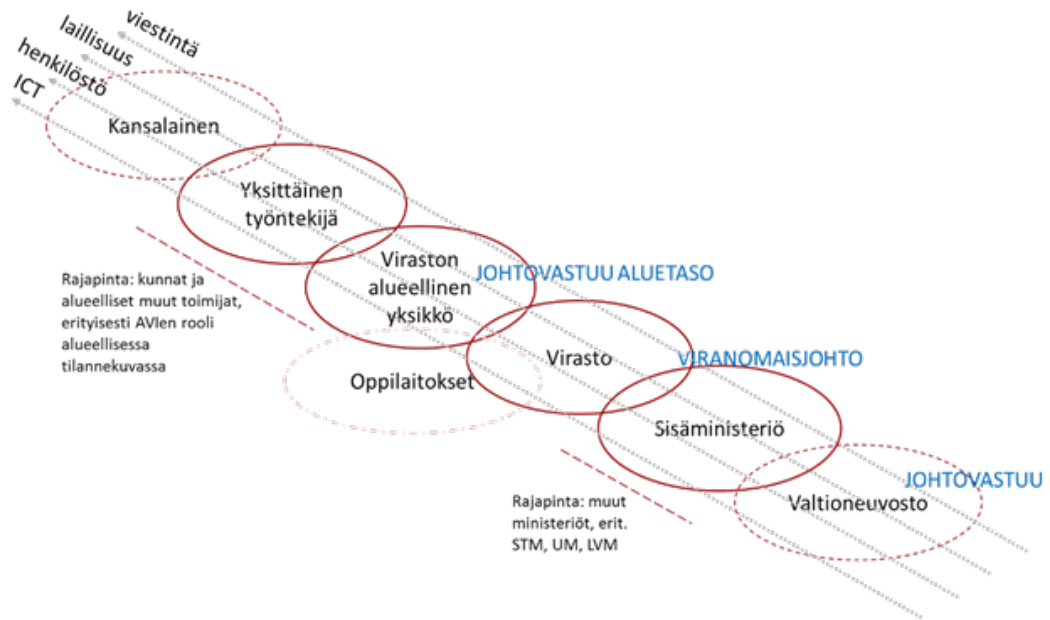 viestintä
laillisuus
henkilöstö
ICT
Kansalainen
Yksittäinen
työntekijä
Viraston
alueellinen
yksikkö
JOHTOVASTUU ALUETASO
Rajapinta: kunnat ja
alueelliset muut toimijat,
erityisesti AVIen rooli
alueellisessa
tilannekuvassa
Oppilaitokset
Virasto
VIRANOMAISJOHTO
Sisäministeriö
JOHTOVASTUU
Valtioneuvosto
Rajapinta: muut
ministeriöt, erit.
STM, UM, LVM